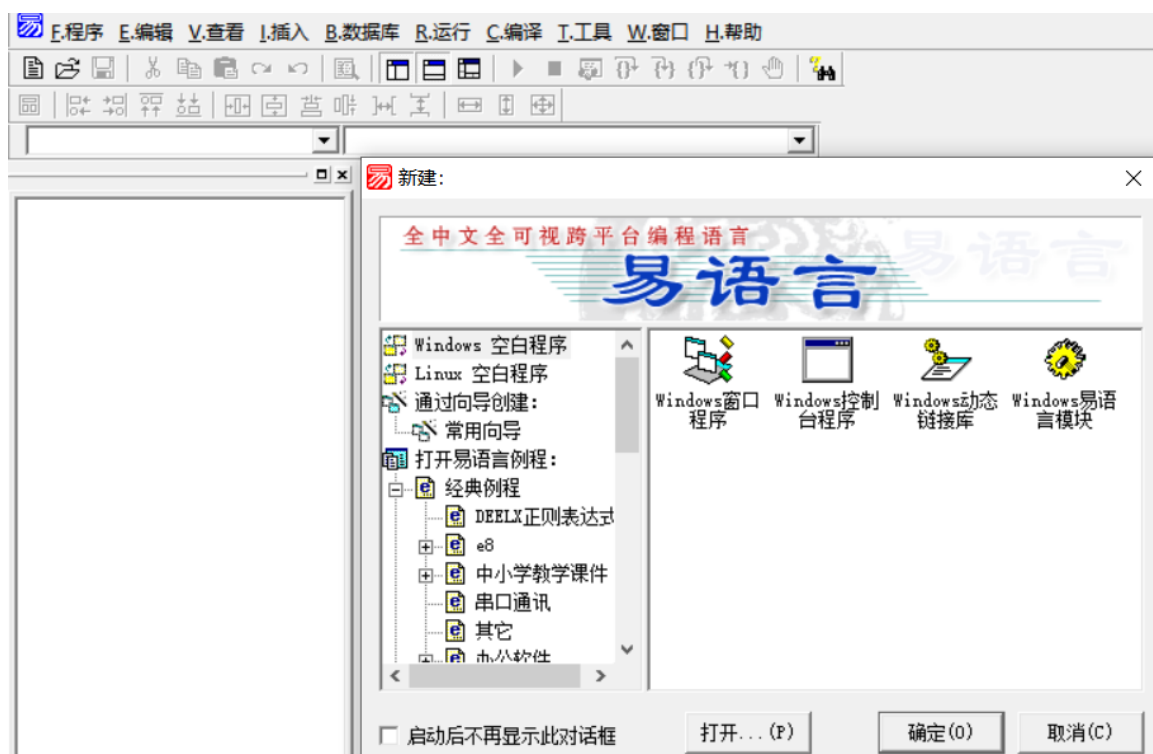 易 F.程序 E.编辑 V.查看 I.插入 B.数据库 R.运行 C.编译 T.工具 W.窗口 H.帮助
易 新建:
全中文全可视跨平台编程语言
易语言
易语言
Windows 空白程序
Linux 空白程序
通过向导创建:
常用向导
打开易语言例程:
经典例程
DEELX正则表达式
e8
中小学教学课件
串口通讯
其它
办公软件
Windows窗口
程序
Windows控制
台程序
Windows动态
链接库
Windows易语
言模块
启动后不再显示此对话框
打开...(P)
确定(O)
取消(C)